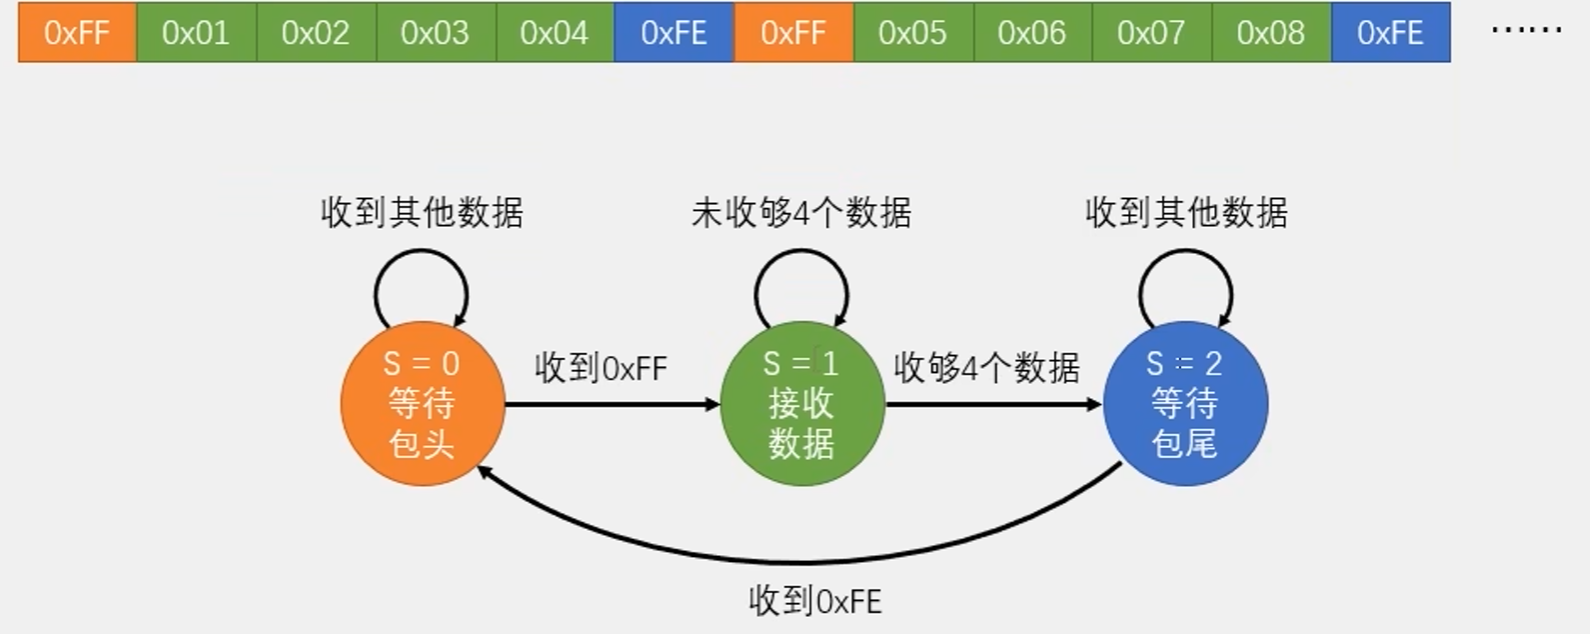 0xFF 0x01 0x02 0x03 0x04 0xFE 0xFF 0x05 0x06 0x07 0x08 0xFE ……
收到其他数据 未收够4个数据 收到其他数据
S = 0
等待
包头
收到0xFF
S = 1
接收
数据
收够4个数据
S = 2
等待
包尾
收到0xFE